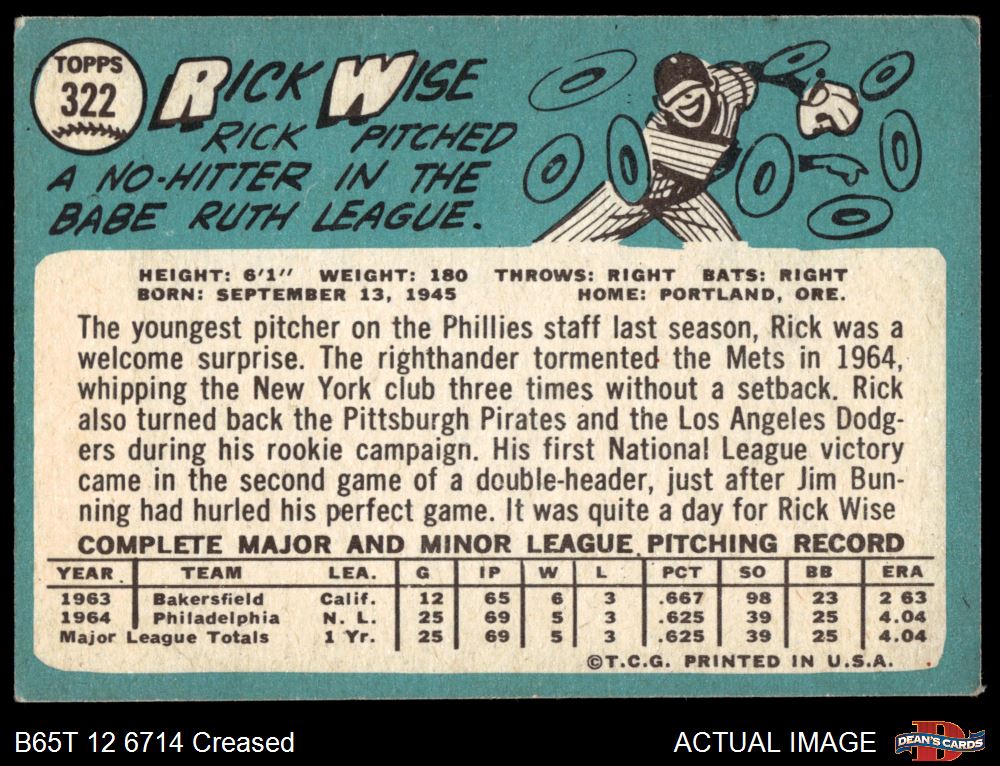 TOPPS
322
RICK WISE
RICK PITCHED
A NO-HITTER IN THE
BABE RUTH LEAGUE.
HEIGHT: 6'1" WEIGHT: 180 THROWS: RIGHT BATS: RIGHT
BORN: SEPTEMBER 13, 1945 HOME: PORTLAND, ORE.
The youngest pitcher on the Phillies staff last season, Rick was a
welcome surprise. The righthander tormented the Mets in 1964,
whipping the New York club three times without a setback. Rick
also turned back the Pittsburgh Pirates and the Los Angeles Dodg-
ers during his rookie campaign. His first National League victory
came in the second game of a double-header, just after Jim Bun-
ning had hurled his perfect game. It was quite a day for Rick Wise
COMPLETE MAJOR AND MINOR LEAGUE PITCHING RECORD
YEAR TEAM LEA. G IP W L PCT SO BB ERA
1963 Bakersfield Calif. 12 65 6 3 .667 98 23 2 63
1964 Philadelphia N. L. 25 69 5 3 .625 39 25 4.04
Major League Totals 1 Yr. 25 69 5 3 .625 39 25 4.04
©T.C.G. PRINTED IN U.S.A.
B65T 12 6714 Creased
ACTUAL IMAGE
D
DEAN'S CARDS